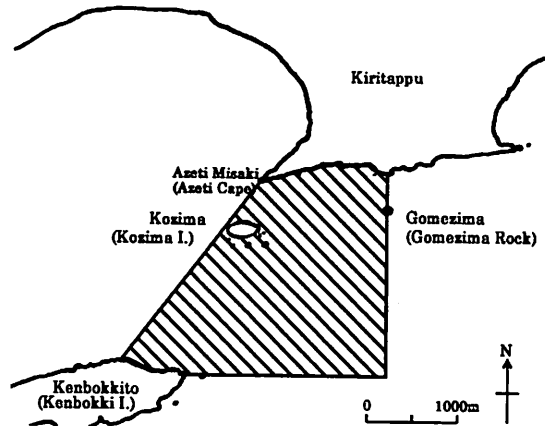 Kiritappu
Azeti Misaki
(Azeti Cape)
Kozima
(Kozima I.)
Gomezima
(Gomezima Rock)
Kenbokkito
(Kenbokki I.)
N
0 1000m